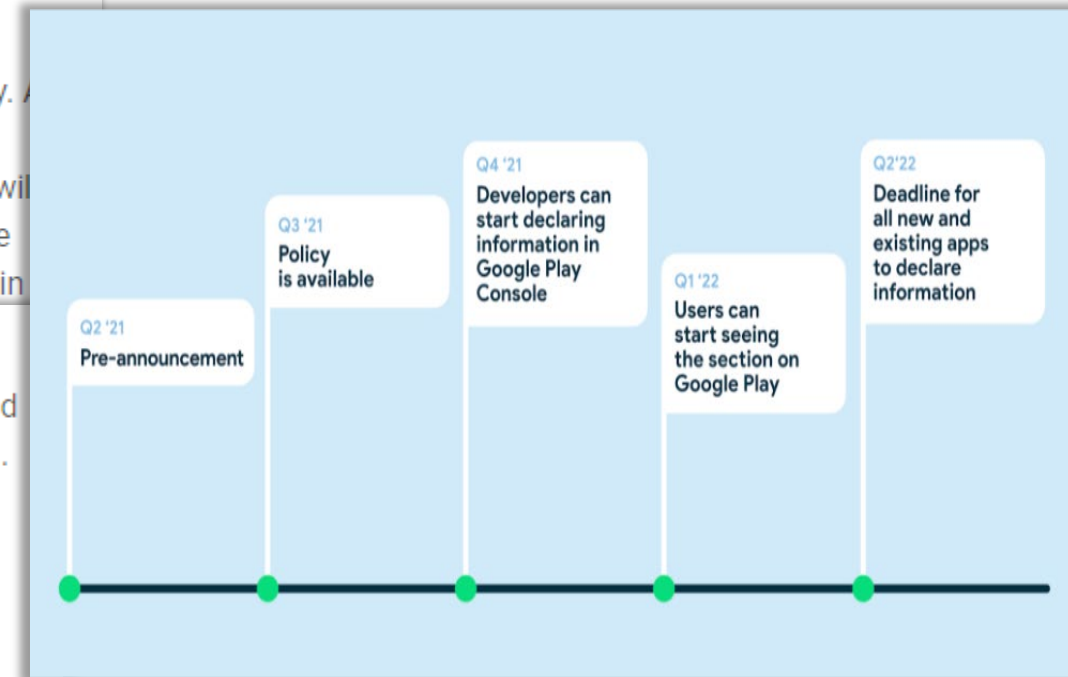 y.
wil
e
in
d
.
Q2 '21
Pre-announcement
Q3 '21
Policy
is available
Q4 '21
Developers can
start declaring
information in
Google Play
Console
Q1 '22
Users can
start seeing
the section on
Google Play
Q2'22
Deadline for
all new and
existing apps
to declare
information